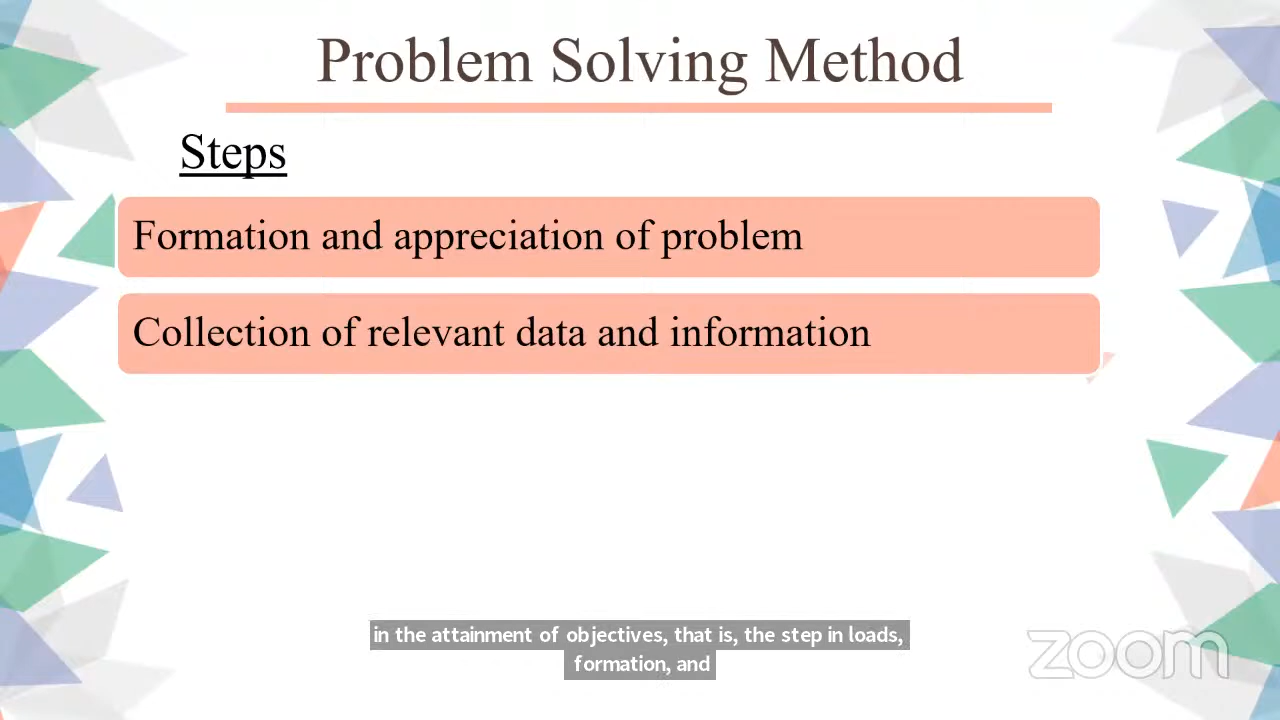 Problem Solving Method
Steps
Formation and appreciation of problem
Collection of relevant data and information
in the attainment of objectives, that is, the step in loads,
formation, and
zoom